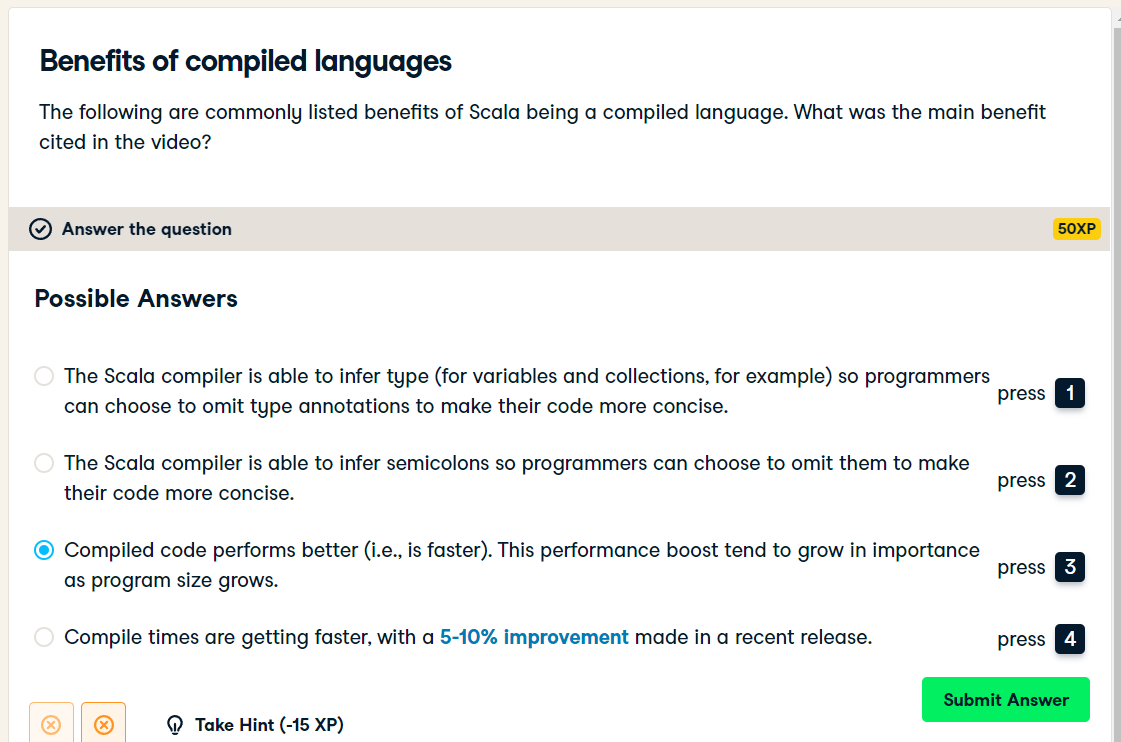 Benefits of compiled languages
The following are commonly listed benefits of Scala being a compiled language. What was the main benefit
cited in the video?
Answer the question
50XP
Possible Answers
The Scala compiler is able to infer type (for variables and collections, for example) so programmers
can choose to omit type annotations to make their code more concise.
press 1
The Scala compiler is able to infer semicolons so programmers can choose to omit them to make
their code more concise.
press 2
Compiled code performs better (i.e., is faster). This performance boost tend to grow in importance
as program size grows.
press 3
Compile times are getting faster, with a 5-10% improvement made in a recent release.
press 4
Submit Answer
Take Hint (-15 XP)